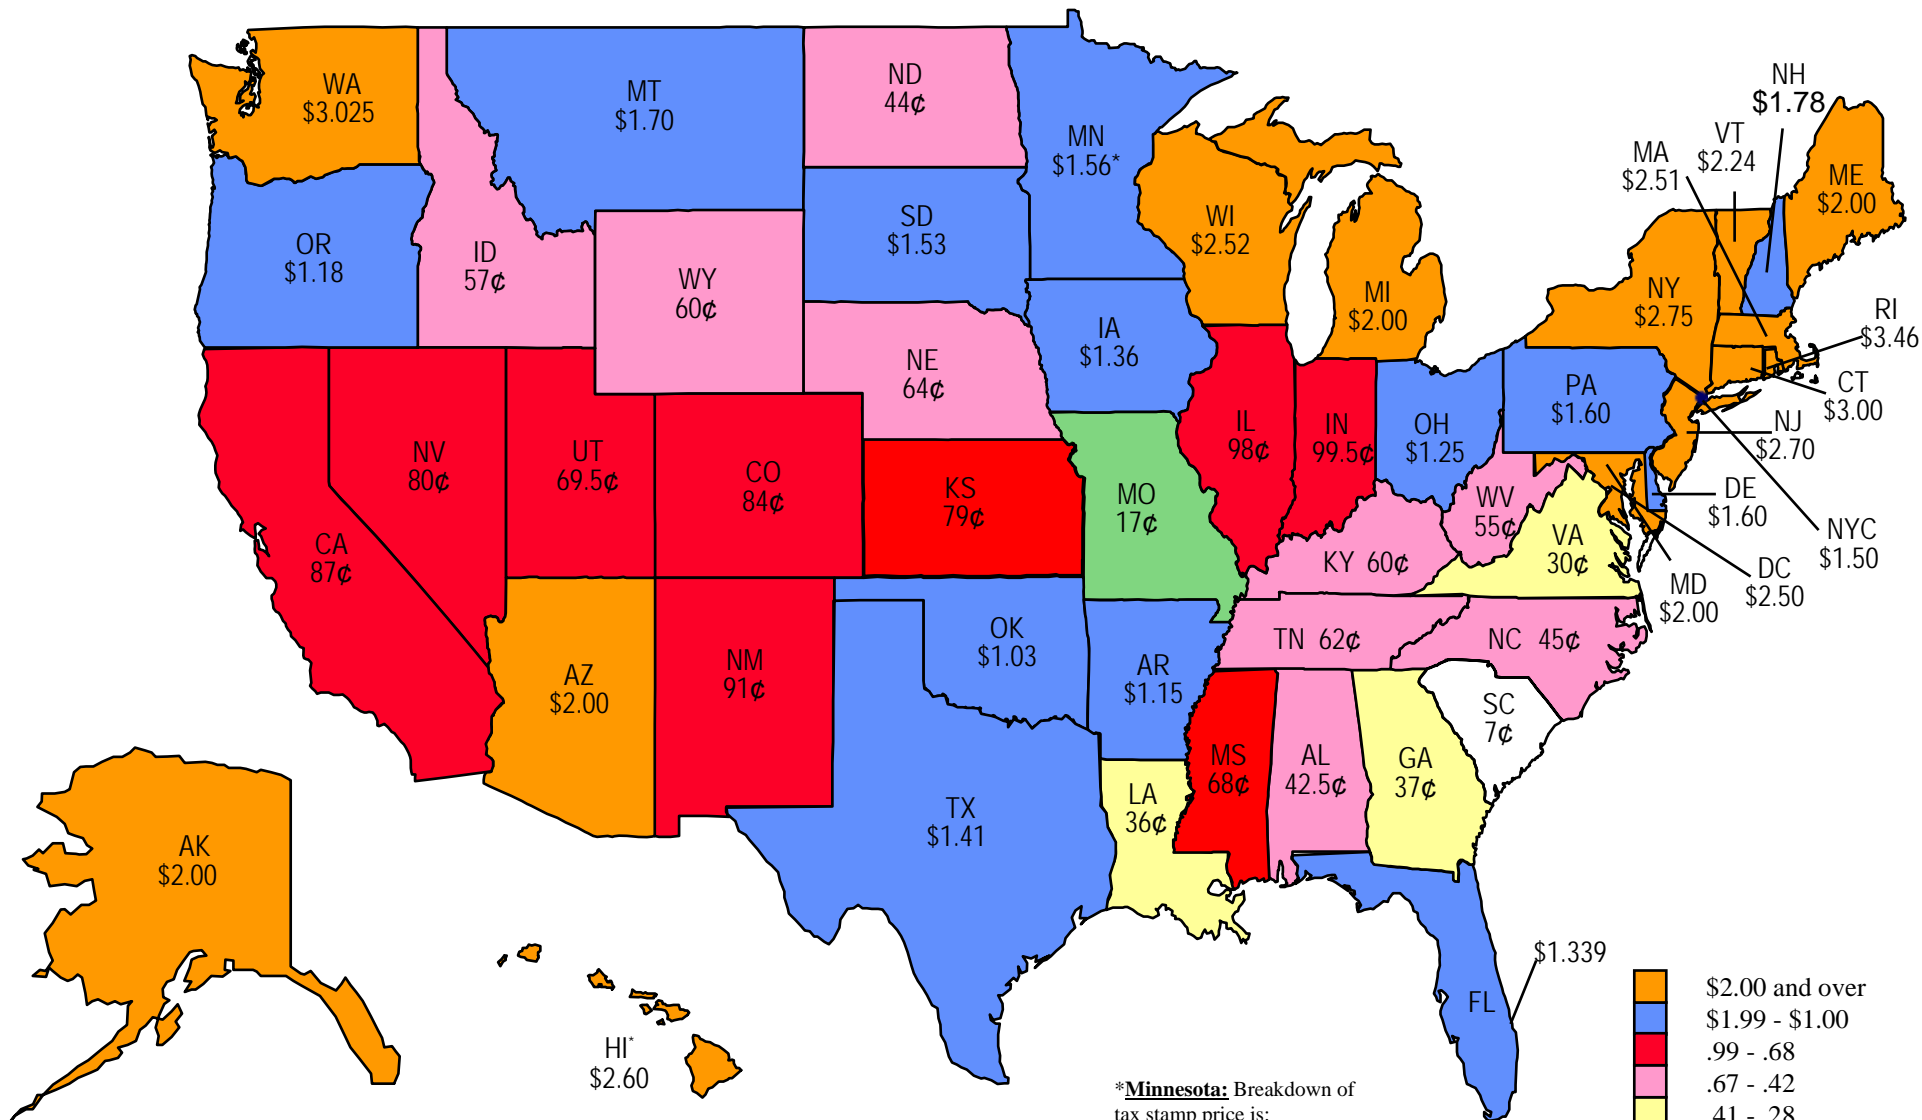 WA
$3.025
MT
$1.70
ND
44¢
MN
$1.56*
NH
$1.78
VT
$2.24
MA
$2.51
ME
$2.00
OR
$1.18
ID
57¢
WY
60¢
SD
$1.53
WI
$2.52
MI
$2.00
NY
$2.75
RI
$3.46
IA
$1.36
NE
64¢
PA
$1.60
CT
$3.00
NJ
$2.70
NV
80¢
UT
69.5¢
CO
84¢
KS
79¢
MO
17¢
IL
98¢
IN
99.5¢
OH
$1.25
WV
55¢
DE
$1.60
NYC
$1.50
CA
87¢
KY 60¢
VA
30¢
MD
$2.00
DC
$2.50
AZ
$2.00
NM
91¢
OK
$1.03
AR
$1.15
TN 62¢
NC 45¢
SC
7¢
MS
68¢
AL
42.5¢
GA
37¢
LA
36¢
TX
$1.41
AK
$2.00
$1.339
FL
HI*
$2.60
$2.00 and over
$1.99 - $1.00
.99 - .68
.67 - .42
.41 - .28
*Minnesota: Breakdown of
tax stamp price is: